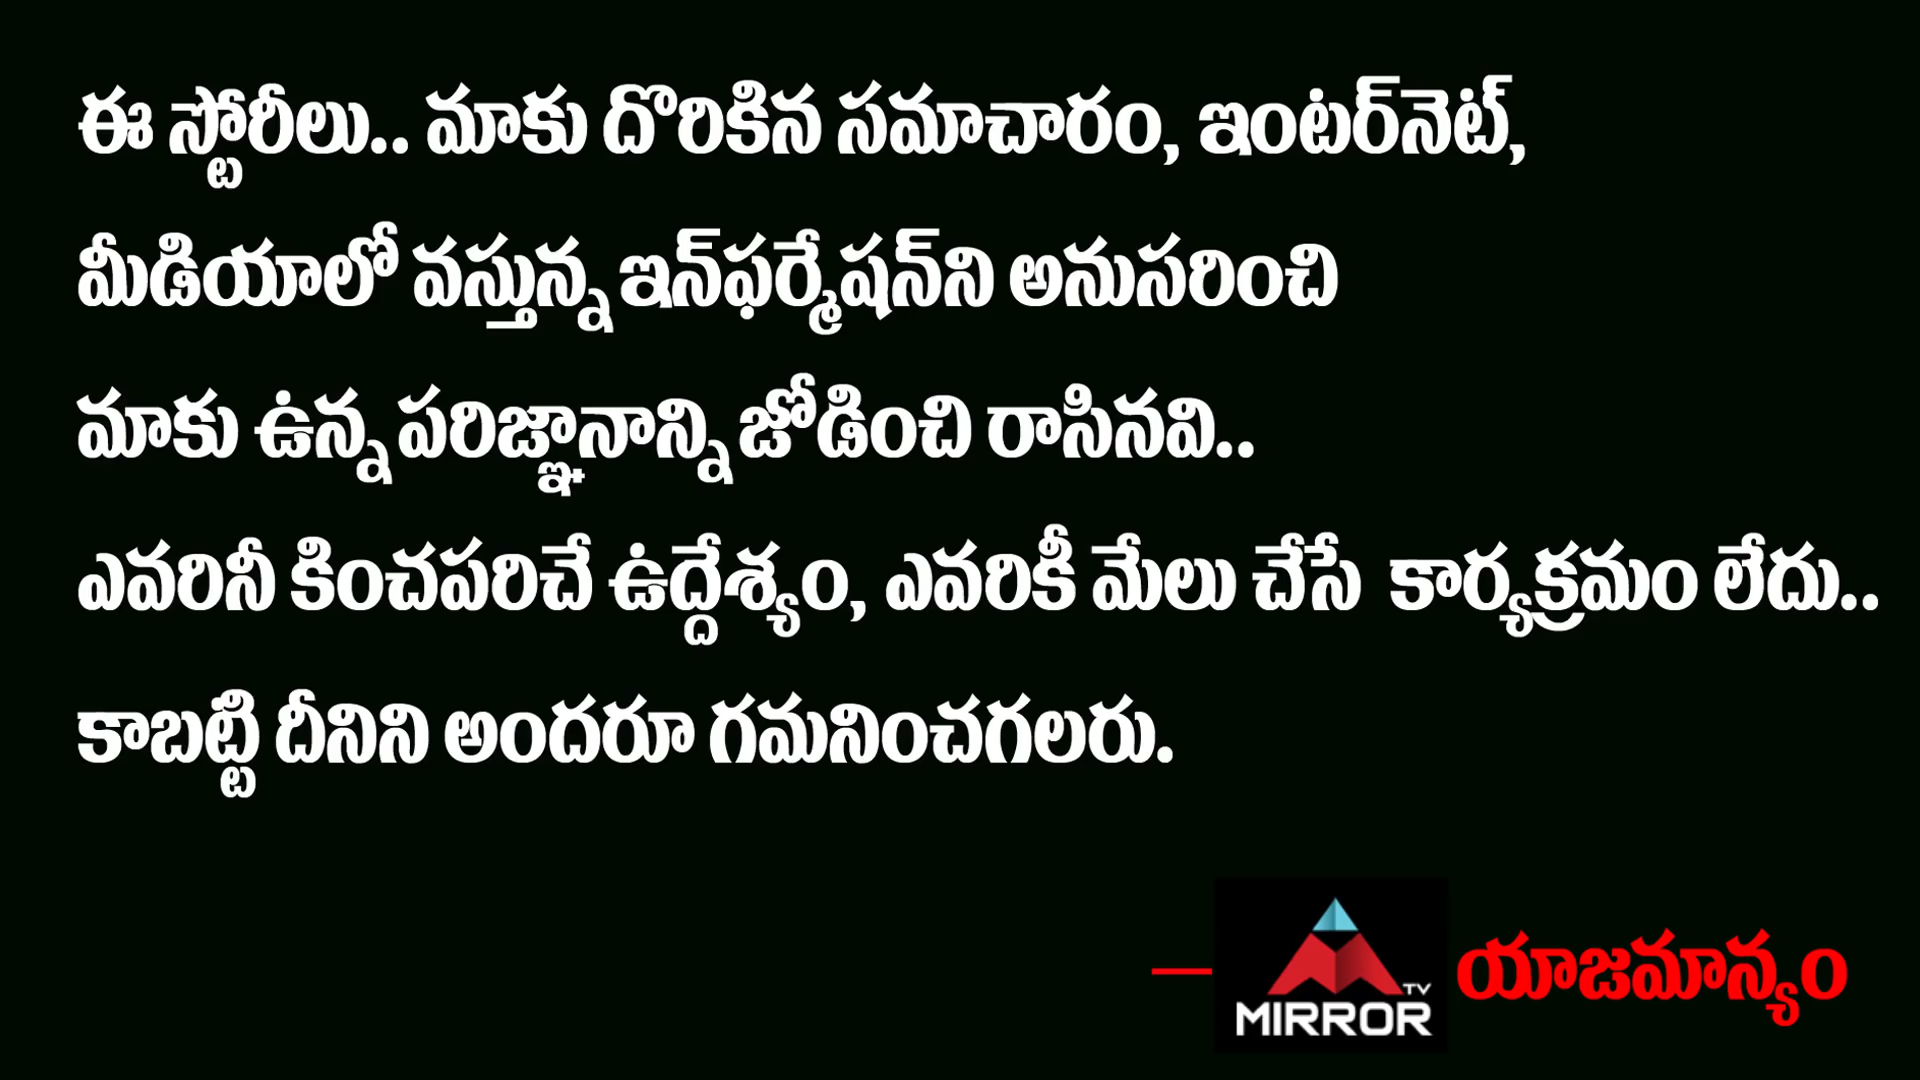 ఈ స్టోరీలు.. మాకు దొరికిన సమాచారం, ఇంటర్‌నెట్,
మీడియాలో వస్తున్న ఇన్‌ఫర్మేషన్‌ని అనుసరించి
మాకు ఉన్న పరిజ్ఞానాన్ని జోడించి రాసినవి..
ఎవరినీ కించపరిచే ఉద్దేశ్యం, ఎవరికీ మేలు చేసే కార్యక్రమం లేదు..
కాబట్టి దీనిని అందరూ గమనించగలరు.
— MIRROR TV యాజమాన్యం